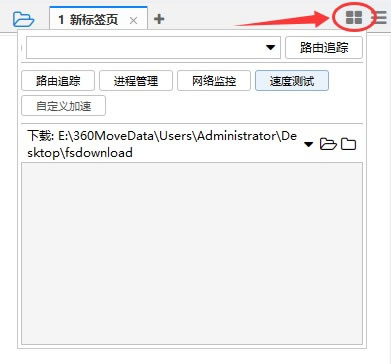 1 新标签页
路由追踪
路由追踪 进程管理 网络监控 速度测试
自定义加速
下载: E:\360MoveData\Users\Administrator\De
sktop\fsdownload